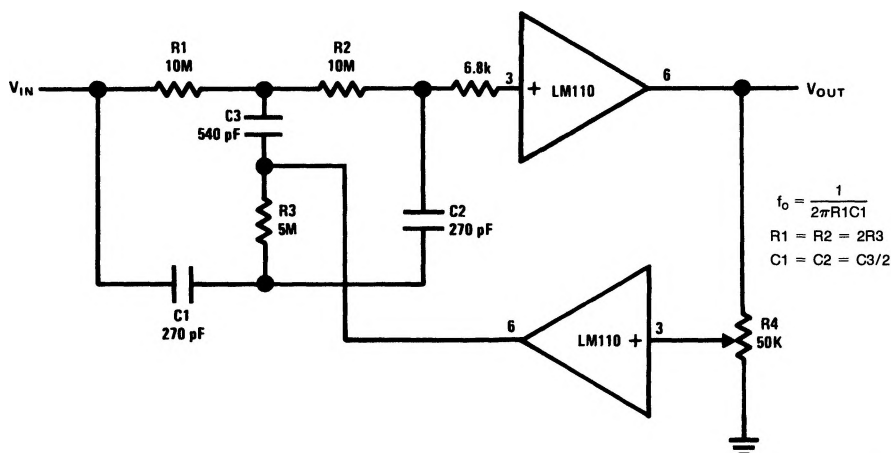 R1
10M
R2
10M
6.8k
3
+
LM110
6
VIN
VOUT
C3
540 pF
R3
5M
C2
270 pF
C1
270 pF
6
LM110
+
3
R4
50K
fo = 1 / 2πR1C1
R1 = R2 = 2R3
C1 = C2 = C3/2